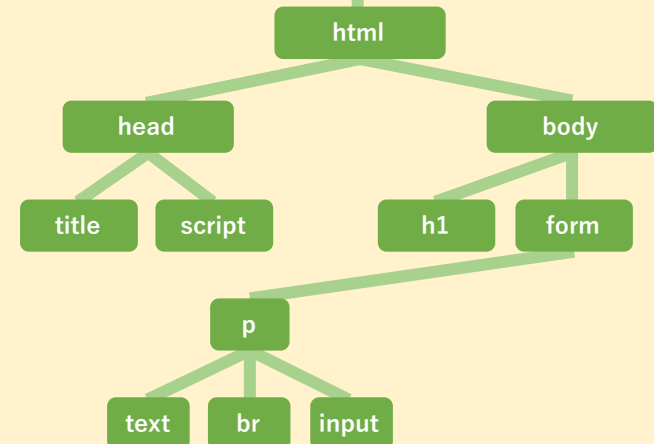 html
head
body
title
script
h1
form
p
text
br
input